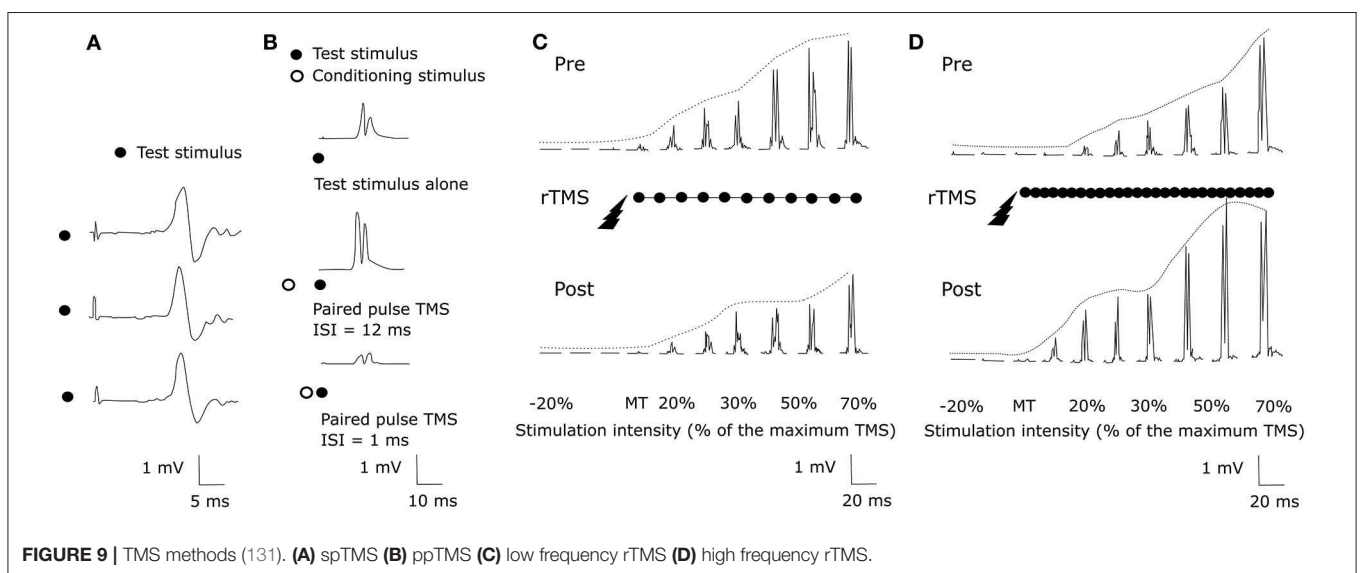 A
Test stimulus
1 mV
5 ms
B
Test stimulus
Conditioning stimulus
Test stimulus alone
Paired pulse TMS
ISI = 12 ms
Paired pulse TMS
ISI = 1 ms
1 mV
10 ms
C
Pre
rTMS
Post
-20% MT 20% 30% 50% 70%
Stimulation intensity (% of the maximum TMS)
1 mV
20 ms
D
Pre
rTMS
Post
-20% MT 20% 30% 50% 70%
Stimulation intensity (% of the maximum TMS)
1 mV
20 ms
FIGURE 9 | TMS methods (131). (A) spTMS (B) ppTMS (C) low frequency rTMS (D) high frequency rTMS.